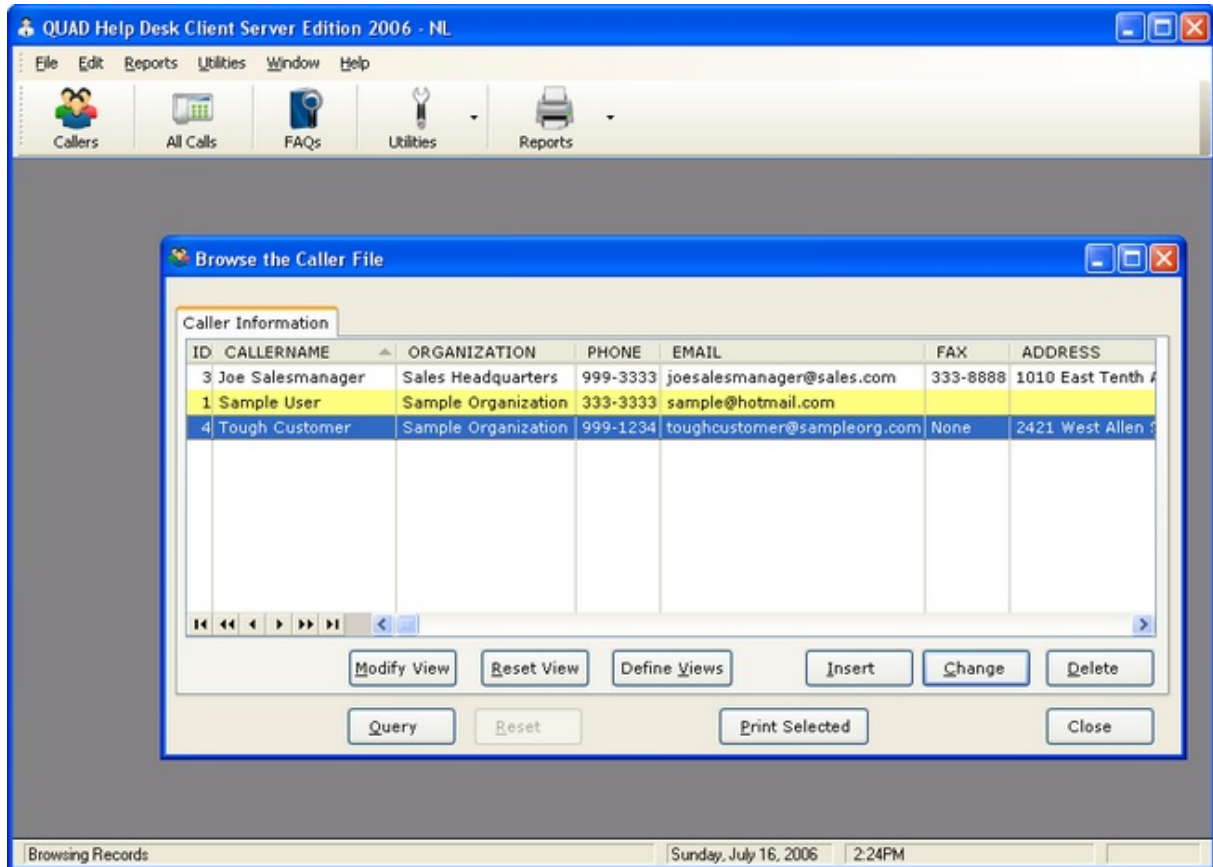 QUAD Help Desk Client Server Edition 2006 - NL
File Edit Reports Utilities Window Help
Callers All Calls FAQs Utilities Reports
Browse the Caller File
Caller Information
ID CALLERNAME ORGANIZATION PHONE EMAIL FAX ADDRESS
3 Joe Salesmanager Sales Headquarters 999-3333 joesalesmanager@sales.com 333-8888 1010 East Tenth
1 Sample User Sample Organization 333-3333 sample@hotmail.com
4 Tough Customer Sample Organization 999-1234 toughcustomer@sampleorg.com None 2421 West Allen
Modify View Reset View Define Views Insert Change Delete
Query Reset Print Selected Close
Browsing Records Sunday, July 16, 2006 2:24PM